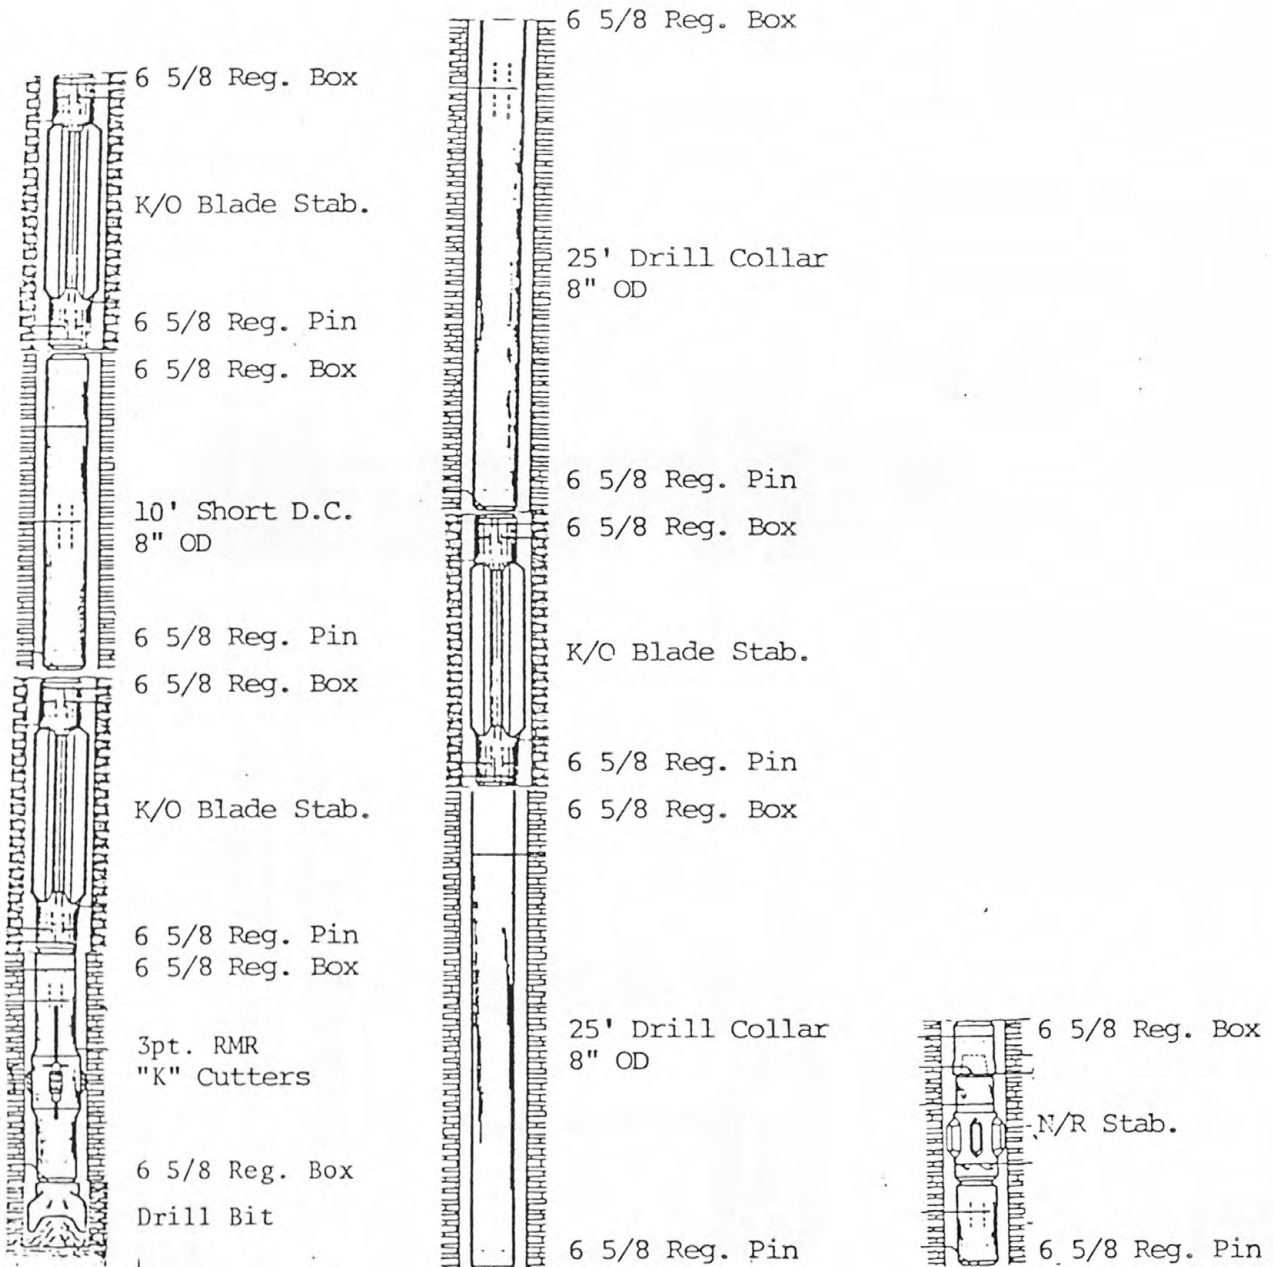 6 5/8 Reg. Box
K/O Blade Stab.
6 5/8 Reg. Pin
6 5/8 Reg. Box
10' Short D.C.
8" OD
6 5/8 Reg. Pin
6 5/8 Reg. Box
K/O Blade Stab.
6 5/8 Reg. Pin
6 5/8 Reg. Box
3pt. RMR
"K" Cutters
6 5/8 Reg. Box
Drill Bit
6 5/8 Reg. Box
25' Drill Collar
8" OD
6 5/8 Reg. Pin
6 5/8 Reg. Box
K/O Blade Stab.
6 5/8 Reg. Pin
6 5/8 Reg. Box
25' Drill Collar
8" OD
6 5/8 Reg. Pin
6 5/8 Reg. Box
N/R Stab.
6 5/8 Reg. Pin